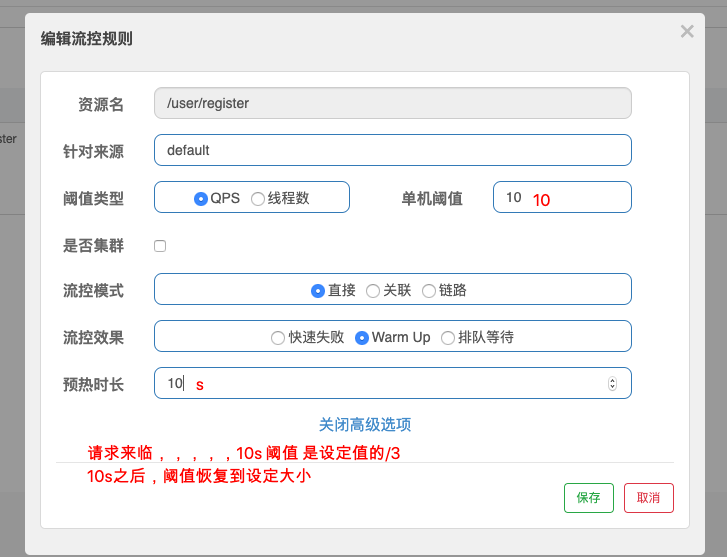 编辑流控规则 ×
资源名 /user/register
ster
针对来源 default
阈值类型 QPS 线程数 单机阈值 10 10
是否集群
流控模式 直接 关联 链路
流控效果 快速失败 Warm Up 排队等待
预热时长 10 s
关闭高级选项
请求来临，，，，，10s 阈值 是设定值的/3
10s之后，阈值恢复到设定大小
保存 取消